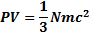 PV = 1/3 Nmc²